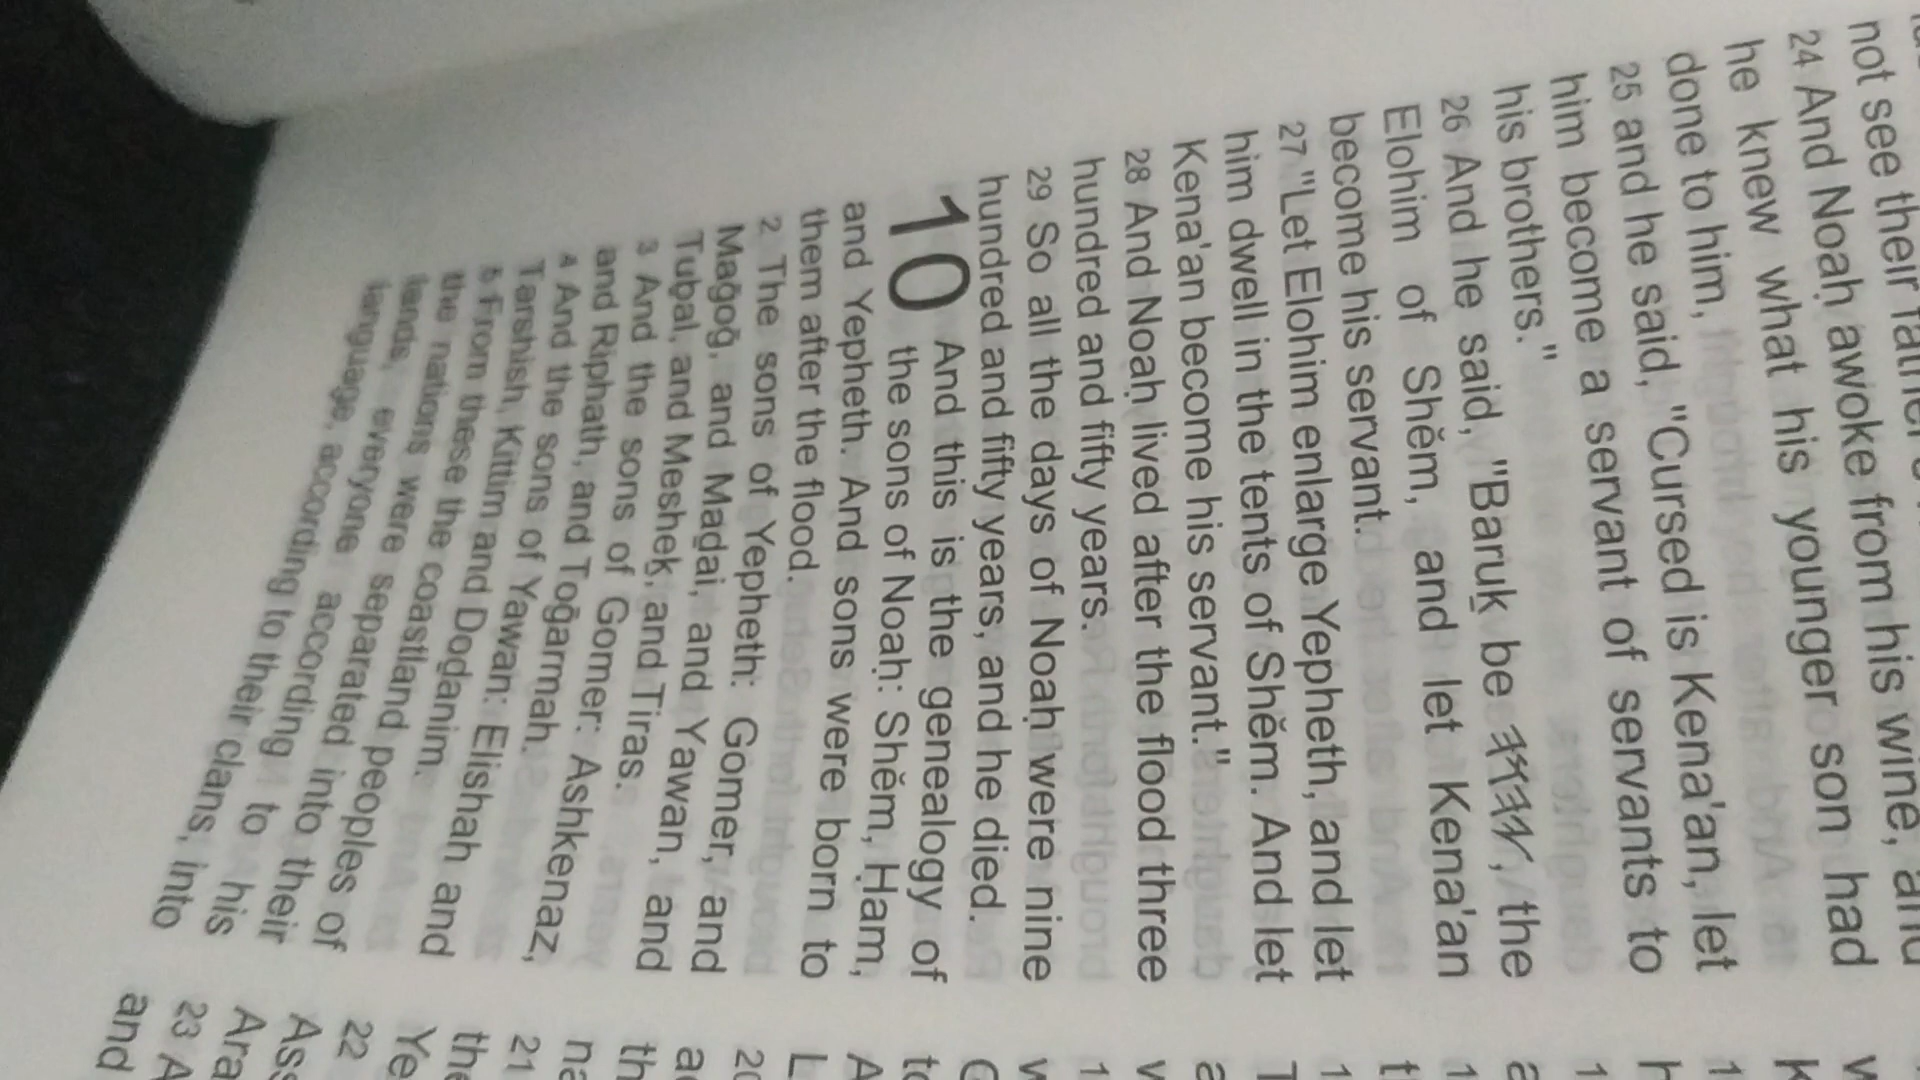 not see their father's
24 And Noaḥ awoke from his wine, and
he knew what his younger son had
done to him,
25 and he said, "Cursed is Kena'an, let
him become a servant of servants to
his brothers."
26 And he said, "Baruḵ be 𐤉𐤄𐤅𐤄, the
Elohim of Shĕm, and let Kena'an
become his servant.
27 "Let Elohim enlarge Yepheth, and let
him dwell in the tents of Shĕm. And let
Kena'an become his servant."
28 And Noaḥ lived after the flood three
hundred and fifty years.
29 So all the days of Noaḥ were nine
hundred and fifty years, and he died.
10 And this is the genealogy of
the sons of Noaḥ: Shĕm, Ḥam,
and Yepheth. And sons were born to
them after the flood.
2 The sons of Yepheth: Gomer, and
Maḡoḡ, and Maḏai, and Yawan, and
Tuḇal, and Mesheḵ, and Tiras.
3 And the sons of Gomer: Ashkenaz,
and Riphath, and Toḡarmah.
4 And the sons of Yawan: Elishah and
Tarshish, Kittim and Doḏanim.
5 From these the coastland peoples of
the nations were separated into their
lands, everyone according to his
language, according to their clans, into
20
21
22
23 A
and